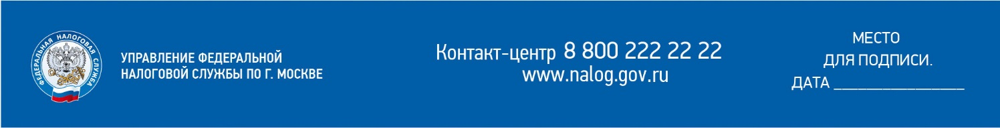 ФЕДЕРАЛЬНАЯ НАЛОГОВАЯ СЛУЖБА
УПРАВЛЕНИЕ ФЕДЕРАЛЬНОЙ
НАЛОГОВОЙ СЛУЖБЫ ПО Г. МОСКВЕ
Контакт-центр 8 800 222 22 22
www.nalog.gov.ru
МЕСТО
ДЛЯ ПОДПИСИ.
ДАТА ________________